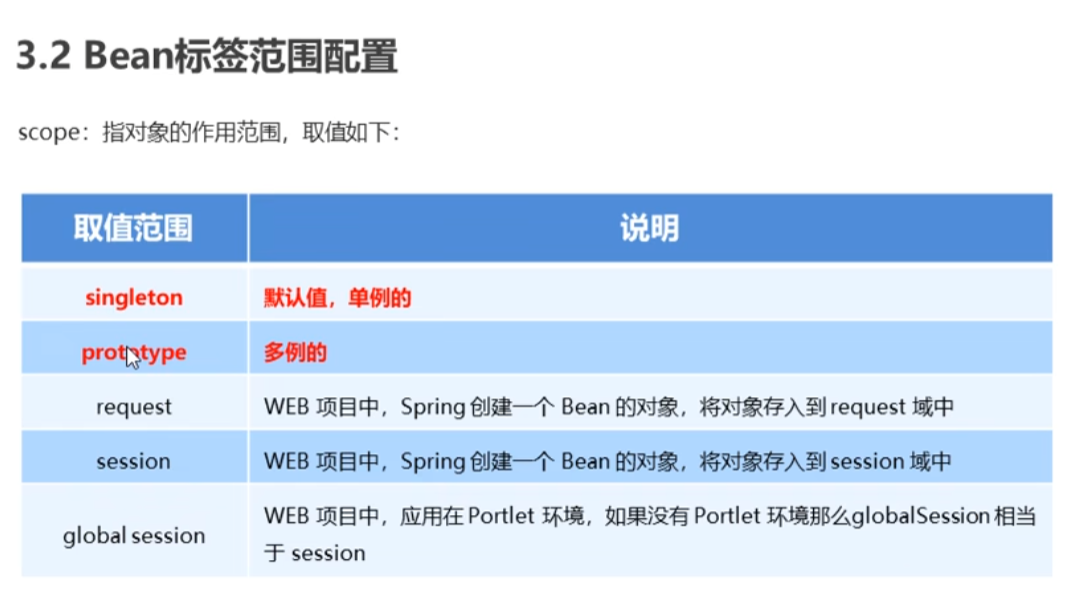 3.2 Bean标签范围配置
scope：指对象的作用范围，取值如下：
取值范围 说明
singleton 默认值，单例的
prototype 多例的
request WEB 项目中，Spring 创建一个 Bean 的对象，将对象存入到 request 域中
session WEB 项目中，Spring 创建一个 Bean 的对象，将对象存入到 session 域中
global session WEB 项目中，应用在 Portlet 环境，如果没有 Portlet 环境那么globalSession 相当
于 session